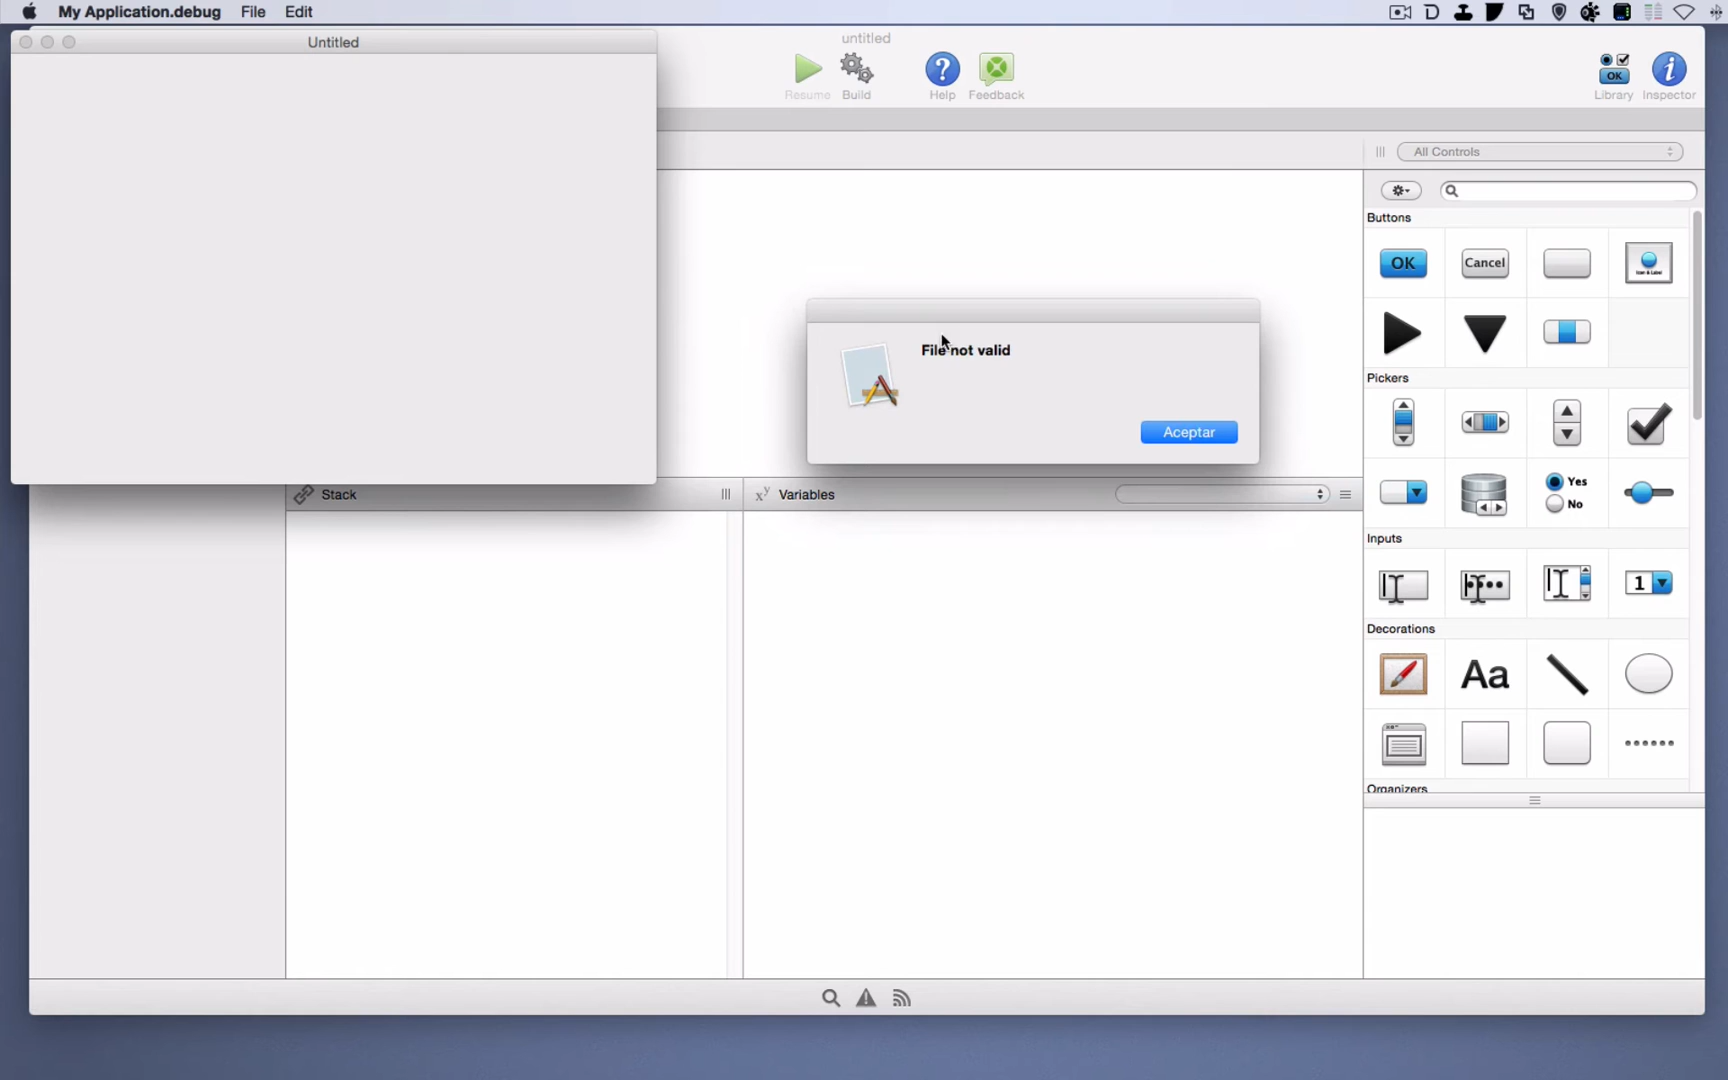 My Application.debug File Edit
Untitled
untitled
Resume Build Help Feedback
OK
Library Inspector
All Controls
Buttons
OK Cancel
File not valid
Aceptar
Pickers
Yes
No
Stack
Variables
Inputs
1
Decorations
Aa
Organizers